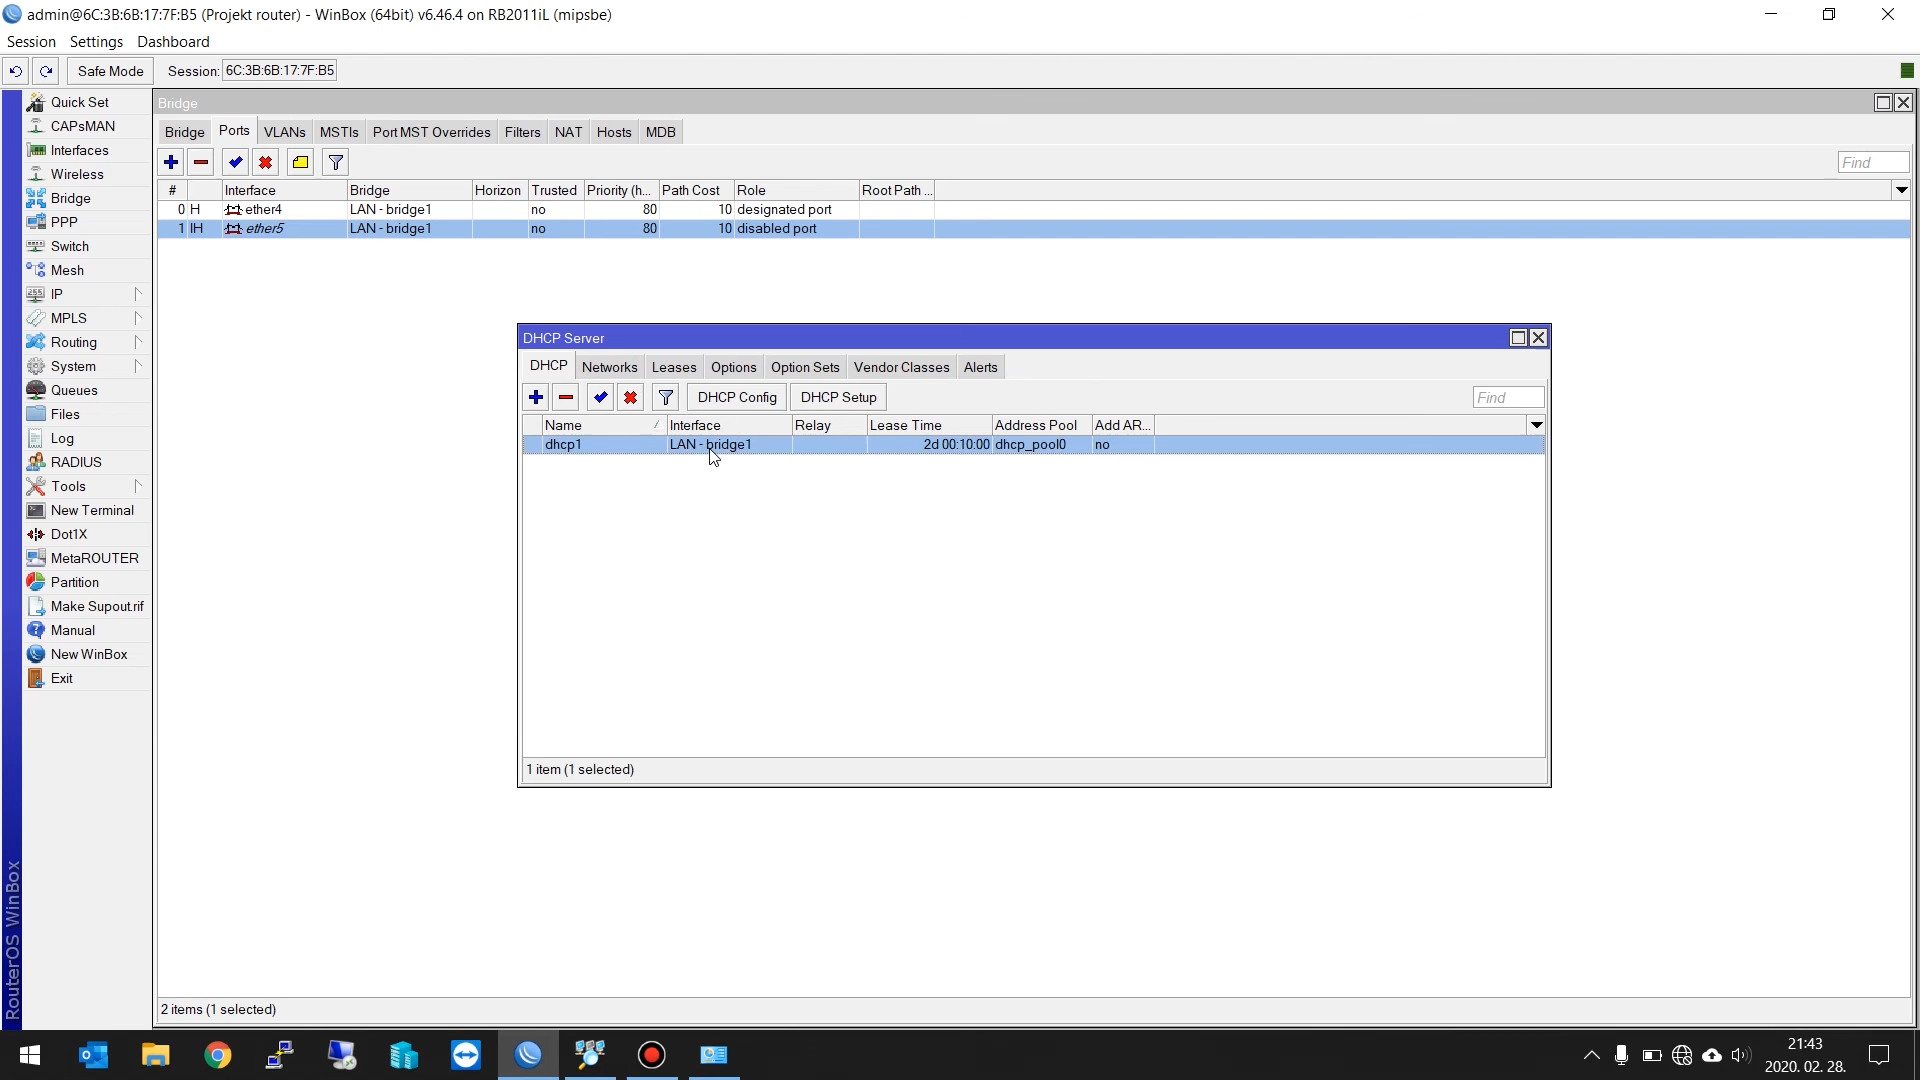 admin@6C:3B:6B:17:7F:B5 (Projekt router) - WinBox (64bit) v6.46.4 on RB2011iL (mipsbe)
Session Settings Dashboard
Safe Mode Session: 6C:3B:6B:17:7F:B5
Quick Set
CAPsMAN
Interfaces
Wireless
Bridge
PPP
Switch
Mesh
IP
MPLS
Routing
System
Queues
Files
Log
RADIUS
Tools
New Terminal
Dot1X
MetaROUTER
Partition
Make Supout.rif
Manual
New WinBox
Exit
RouterOS WinBox
Bridge
Bridge Ports VLANs MSTIs Port MST Overrides Filters NAT Hosts MDB
Find
# Interface Bridge Horizon Trusted Priority (h... Path Cost Role Root Path ...
0 H ether4 LAN - bridge1 no 80 10 designated port
1 IH ether5 LAN - bridge1 no 80 10 disabled port
DHCP Server
DHCP Networks Leases Options Option Sets Vendor Classes Alerts
DHCP Config DHCP Setup Find
Name Interface Relay Lease Time Address Pool Add AR...
dhcp1 LAN - bridge1 2d 00:10:00 dhcp_pool0 no
1 item (1 selected)
2 items (1 selected)
21:43
2020. 02. 28.